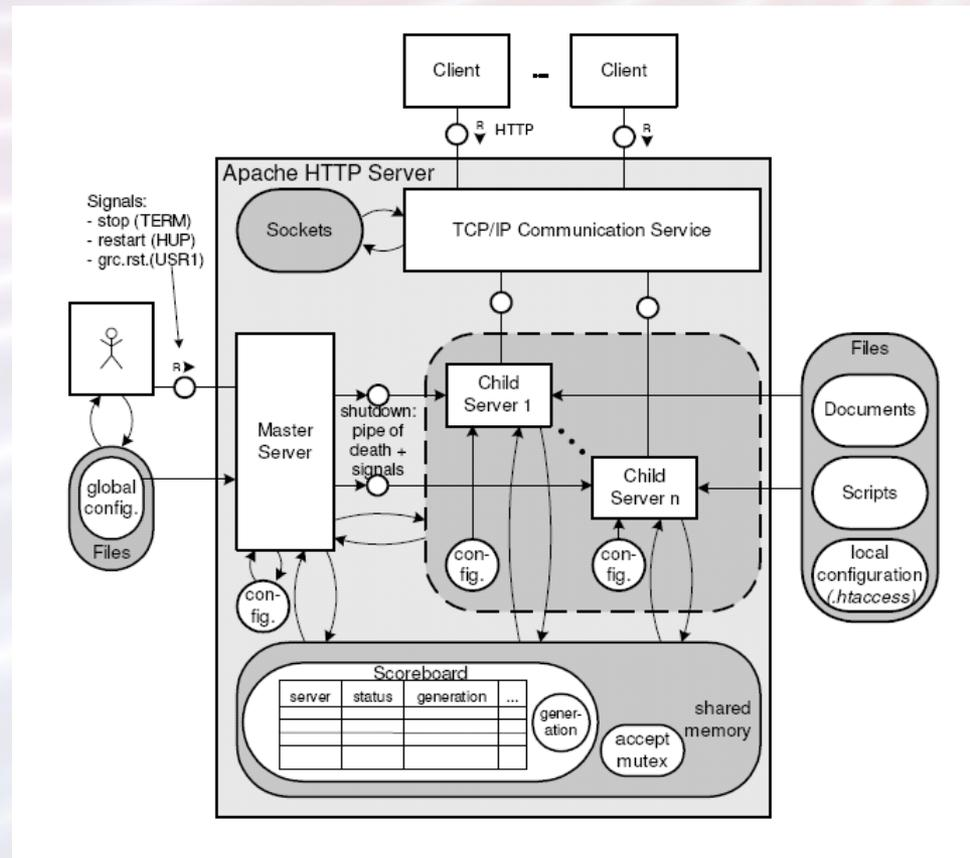 Client
...
Client
R
HTTP
R
Apache HTTP Server
Signals:
- stop (TERM)
- restart (HUP)
- grc.rst.(USR1)
Sockets
TCP/IP Communication Service
R
Files
Documents
Scripts
local
configuration
(.htaccess)
Master
Server
shutdown:
pipe of
death +
signals
Child
Server 1
Child
Server n
global
config.
Files
con-
fig.
con-
fig.
con-
fig.
Scoreboard
server status generation ...
gener-
ation
accept
mutex
shared
memory